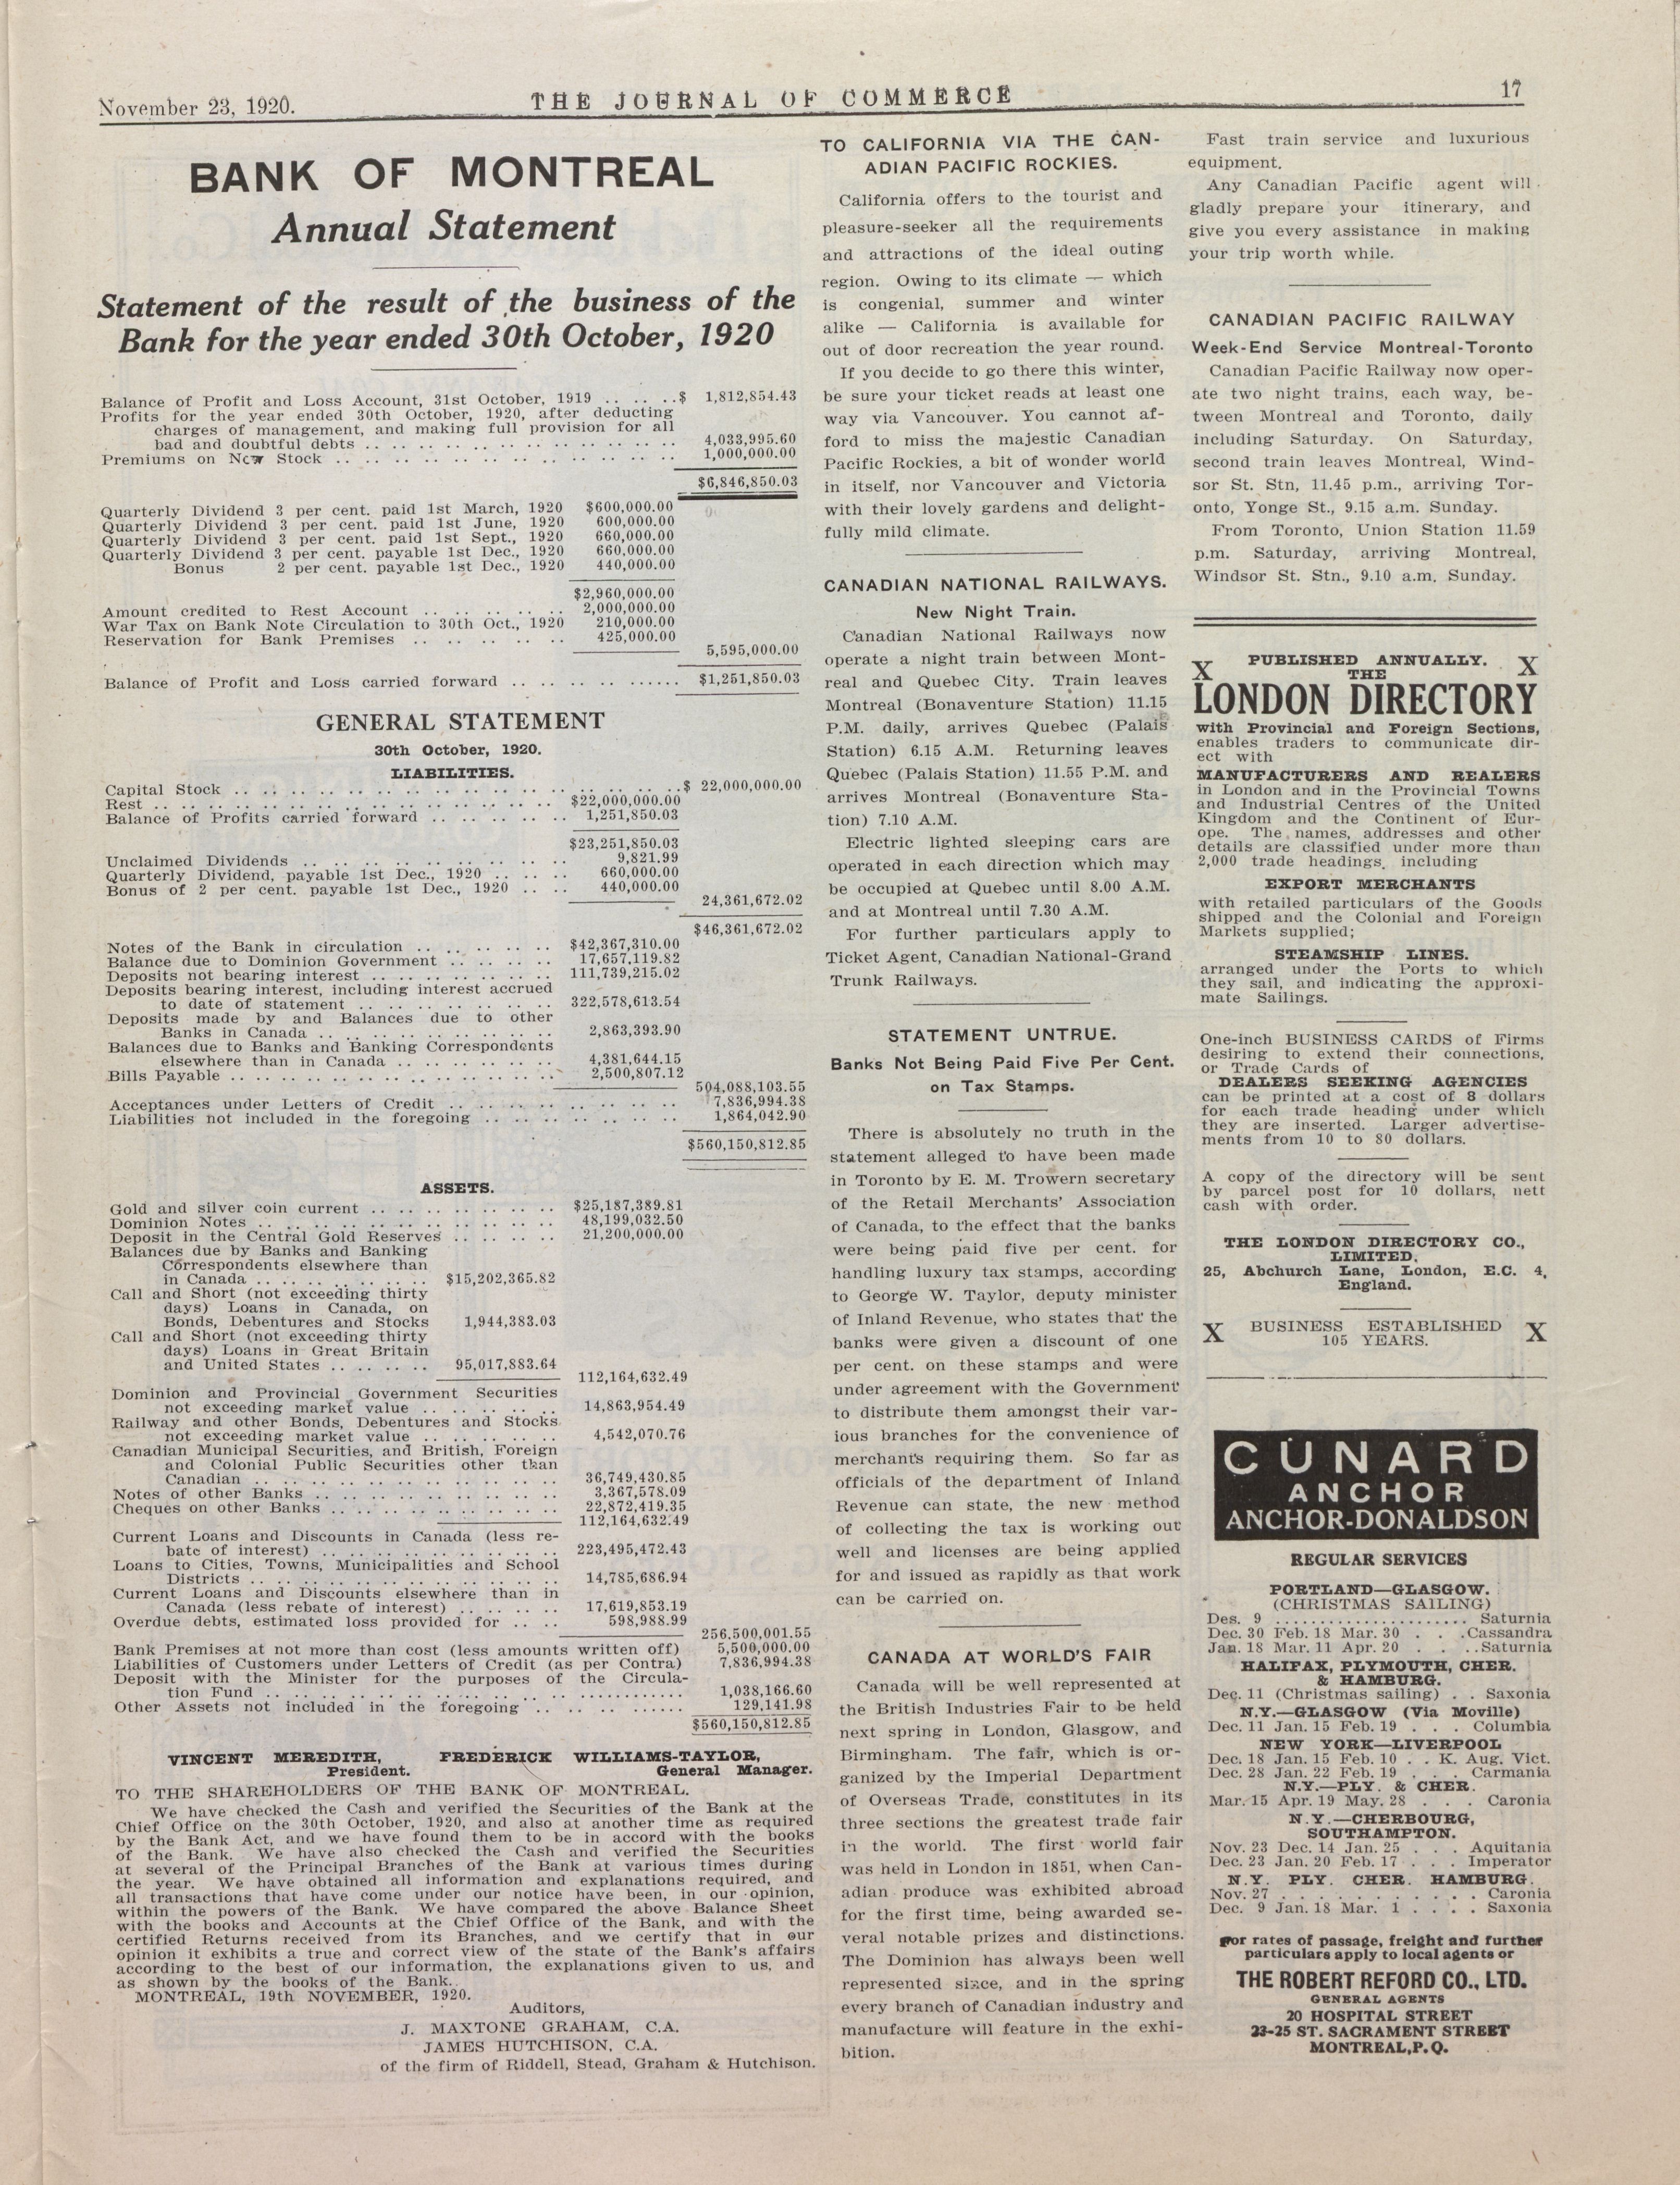 November 23, 1920.
THE JOURNAL OF COMMERCE
17
BANK OF MONTREAL
Annual Statement
Statement of the result of the business of the
Bank for the year ended 30th October, 1920
Balance of Profit and Loss Account, 31st October, 1919 .. .. ..$ 1,812,854.43
Profits for the year ended 30th October, 1920, after deducting
charges of management, and making full provision for all
bad and doubtful debts .. .. .. .. .. .. .. .. .. .. .. .. 4,033,995.60
Premiums on New Stock .. .. .. .. .. .. .. .. .. .. .. .. .. 1,000,000.00
$6,846,850.03
Quarterly Dividend 3 per cent. paid 1st March, 1920 $600,000.00
Quarterly Dividend 3 per cent. paid 1st June, 1920 600,000.00
Quarterly Dividend 3 per cent. paid 1st Sept., 1920 660,000.00
Quarterly Dividend 3 per cent. payable 1st Dec., 1920 660,000.00
Bonus 2 per cent. payable 1st Dec., 1920 440,000.00
$2,960,000.00
Amount credited to Rest Account .. .. .. .. .. .. 2,000,000.00
War Tax on Bank Note Circulation to 30th Oct., 1920 210,000.00
Reservation for Bank Premises .. .. .. .. .. .. 425,000.00
5,595,000.00
Balance of Profit and Loss carried forward .. .. .. .. ...... $1,251,850.03
GENERAL STATEMENT
30th October, 1920.
LIABILITIES.
Capital Stock .. .. .. .. .. .. .. .. .. .. .. .. .. .. .. .. ..$ 22,000,000.00
Rest .. .. .. .. .. .. .. .. .. .. .. .. .. .. .. $22,000,000.00
Balance of Profits carried forward .. .. .. .. .. 1,251,850.03
$23,251,850.03
Unclaimed Dividends .. .. .. .. .. .. .. .. .. .. 9,821.99
Quarterly Dividend, payable 1st Dec., 1920 .. .. .. 660,000.00
Bonus of 2 per cent. payable 1st Dec., 1920 .. .. 440,000.00
24,361,672.02
$46,361,672.02
Notes of the Bank in circulation .. .. .. .. .. .. $42,367,310.00
Balance due to Dominion Government .. .. .. .. .. 17,657,119.82
Deposits not bearing interest .. .. .. .. .. .. .. 111,739,215.02
Deposits bearing interest, including interest accrued
to date of statement .. .. .. .. .. .. .. .. 322,578,613.54
Deposits made by and Balances due to other
Banks in Canada .. .. .. .. .. .. .. .. .. 2,863,393.90
Balances due to Banks and Banking Correspondents
elsewhere than in Canada .. .. .. .. .. .. 4,381,644.15
Bills Payable .. .. .. .. .. .. .. .. .. .. .. .. .. 2,500,807.12
504,088,103.55
Acceptances under Letters of Credit .. .. .. .. .. .. .. .. .. 7,836,994.38
Liabilities not included in the foregoing .. .. .. .. .. .. .. .. 1,864,042.90
$560,150,812.85
ASSETS.
Gold and silver coin current .. .. .. .. .. .. .. $25,187,389.81
Dominion Notes .. .. .. .. .. .. .. .. .. .. .. .. 48,199,032.50
Deposit in the Central Gold Reserves .. .. .. .. 21,200,000.00
Balances due by Banks and Banking
Correspondents elsewhere than
in Canada .. .. .. .. .. .. .. $15,202,365.82
Call and Short (not exceeding thirty
days) Loans in Canada, on
Bonds, Debentures and Stocks 1,944,383.03
Call and Short (not exceeding thirty
days) Loans in Great Britain
and United States .. .. .. .. 95,017,883.64
112,164,632.49
Dominion and Provincial Government Securities
not exceeding market value .. .. .. .. .. 14,863,954.49
Railway and other Bonds, Debentures and Stocks
not exceeding market value .. .. .. .. .. 4,542,070.76
Canadian Municipal Securities, and British, Foreign
and Colonial Public Securities other than
Canadian .. .. .. .. .. .. .. .. .. .. .. .. 36,749,430.85
Notes of other Banks .. .. .. .. .. .. .. .. .. 3,367,578.09
Cheques on other Banks .. .. .. .. .. .. .. .. .. 22,872,419.35
112,164,632.49
Current Loans and Discounts in Canada (less re-
bate of interest) .. .. .. .. .. .. .. .. .. 223,495,472.43
Loans to Cities, Towns, Municipalities and School
Districts .. .. .. .. .. .. .. .. .. .. .. .. 14,785,686.94
Current Loans and Discounts elsewhere than in
Canada (less rebate of interest) .. .. .. .. 17,619,853.19
Overdue debts, estimated loss provided for .. .. .. 598,988.99
256,500,001.55
Bank Premises at not more than cost (less amounts written off) 5,500,000.00
Liabilities of Customers under Letters of Credit (as per Contra) 7,836,994.38
Deposit with the Minister for the purposes of the Circula-
tion Fund .. .. .. .. .. .. .. .. .. .. .. ............ 1,038,166.60
Other Assets not included in the foregoing .. .. .. ...... 129,141.98
$560,150,812.85
VINCENT MEREDITH, FREDERICK WILLIAMS-TAYLOR,
President. General Manager.
TO THE SHAREHOLDERS OF THE BANK OF MONTREAL.
We have checked the Cash and verified the Securities of the Bank at the
Chief Office on the 30th October, 1920, and also at another time as required
by the Bank Act, and we have found them to be in accord with the books
of the Bank. We have also checked the Cash and verified the Securities
at several of the Principal Branches of the Bank at various times during
the year. We have obtained all information and explanations required, and
all transactions that have come under our notice have been, in our opinion,
within the powers of the Bank. We have compared the above Balance Sheet
with the books and Accounts at the Chief Office of the Bank, and with the
certified Returns received from its Branches, and we certify that in our
opinion it exhibits a true and correct view of the state of the Bank's affairs
according to the best of our information, the explanations given to us, and
as shown by the books of the Bank.
MONTREAL, 19th NOVEMBER, 1920.
Auditors,
J. MAXTONE GRAHAM, C.A.
JAMES HUTCHISON, C.A.
of the firm of Riddell, Stead, Graham & Hutchison.
TO CALIFORNIA VIA THE CAN-
ADIAN PACIFIC ROCKIES.
California offers to the tourist and
pleasure-seeker all the requirements
and attractions of the ideal outing
region. Owing to its climate — which
is congenial, summer and winter
alike — California is available for
out of door recreation the year round.
If you decide to go there this winter,
be sure your ticket reads at least one
way via Vancouver. You cannot af-
ford to miss the majestic Canadian
Pacific Rockies, a bit of wonder world
in itself, nor Vancouver and Victoria
with their lovely gardens and delight-
fully mild climate.
CANADIAN NATIONAL RAILWAYS.
New Night Train.
Canadian National Railways now
operate a night train between Mont-
real and Quebec City. Train leaves
Montreal (Bonaventure Station) 11.15
P.M. daily, arrives Quebec (Palais
Station) 6.15 A.M. Returning leaves
Quebec (Palais Station) 11.55 P.M. and
arrives Montreal (Bonaventure Sta-
tion) 7.10 A.M.
Electric lighted sleeping cars are
operated in each direction which may
be occupied at Quebec until 8.00 A.M.
and at Montreal until 7.30 A.M.
For further particulars apply to
Ticket Agent, Canadian National-Grand
Trunk Railways.
STATEMENT UNTRUE.
Banks Not Being Paid Five Per Cent.
on Tax Stamps.
There is absolutely no truth in the
statement alleged to have been made
in Toronto by E. M. Trowern secretary
of the Retail Merchants' Association
of Canada, to the effect that the banks
were being paid five per cent. for
handling luxury tax stamps, according
to George W. Taylor, deputy minister
of Inland Revenue, who states that the
banks were given a discount of one
per cent. on these stamps and were
under agreement with the Government
to distribute them amongst their var-
ious branches for the convenience of
merchants requiring them. So far as
officials of the department of Inland
Revenue can state, the new method
of collecting the tax is working out
well and licenses are being applied
for and issued as rapidly as that work
can be carried on.
CANADA AT WORLD'S FAIR
Canada will be well represented at
the British Industries Fair to be held
next spring in London, Glasgow, and
Birmingham. The fair, which is or-
ganized by the Imperial Department
of Overseas Trade, constitutes in its
three sections the greatest trade fair
in the world. The first world fair
was held in London in 1851, when Can-
adian produce was exhibited abroad
for the first time, being awarded se-
veral notable prizes and distinctions.
The Dominion has always been well
represented since, and in the spring
every branch of Canadian industry and
manufacture will feature in the exhi-
bition.
Fast train service and luxurious
equipment.
Any Canadian Pacific agent will
gladly prepare your itinerary, and
give you every assistance in making
your trip worth while.
CANADIAN PACIFIC RAILWAY
Week-End Service Montreal-Toronto
Canadian Pacific Railway now oper-
ate two night trains, each way, be-
tween Montreal and Toronto, daily
including Saturday. On Saturday,
second train leaves Montreal, Wind-
sor St. Stn, 11.45 p.m., arriving Tor-
onto, Yonge St., 9.15 a.m. Sunday.
From Toronto, Union Station 11.59
p.m. Saturday, arriving Montreal,
Windsor St. Stn., 9.10 a.m. Sunday.
X PUBLISHED ANNUALLY. X
THE
LONDON DIRECTORY
with Provincial and Foreign Sections,
enables traders to communicate dir-
ect with
MANUFACTURERS AND REALERS
in London and in the Provincial Towns
and Industrial Centres of the United
Kingdom and the Continent of Eur-
ope. The names, addresses and other
details are classified under more than
2,000 trade headings, including
EXPORT MERCHANTS
with retailed particulars of the Goods
shipped and the Colonial and Foreign
Markets supplied;
STEAMSHIP LINES.
arranged under the Ports to which
they sail, and indicating the approxi-
mate Sailings.
One-inch BUSINESS CARDS of Firms
desiring to extend their connections,
or Trade Cards of
DEALERS SEEKING AGENCIES
can be printed at a cost of 8 dollars
for each trade heading under which
they are inserted. Larger advertise-
ments from 10 to 80 dollars.
A copy of the directory will be sent
by parcel post for 10 dollars, nett
cash with order.
THE LONDON DIRECTORY CO.,
LIMITED,
25, Abchurch Lane, London, E.C. 4,
England.
X BUSINESS ESTABLISHED X
105 YEARS.
CUNARD
ANCHOR
ANCHOR-DONALDSON
REGULAR SERVICES
PORTLAND—GLASGOW.
(CHRISTMAS SAILING)
Des. 9 ...................... Saturnia
Dec. 30 Feb. 18 Mar. 30 . . .Cassandra
Jan. 18 Mar. 11 Apr. 20 . . ..Saturnia
HALIFAX, PLYMOUTH, CHER.
& HAMBURG.
Dec. 11 (Christmas sailing) . . Saxonia
N.Y.—GLASGOW (Via Moville)
Dec. 11 Jan. 15 Feb. 19 . . . Columbia
NEW YORK—LIVERPOOL
Dec. 18 Jan. 15 Feb. 10 . . K. Aug. Vict.
Dec. 28 Jan. 22 Feb. 19 . . . Carmania
N.Y.—PLY. & CHER.
Mar. 15 Apr. 19 May. 28 . . . Caronia
N.Y.—CHERBOURG,
SOUTHAMPTON.
Nov. 23 Dec. 14 Jan. 25 . . . Aquitania
Dec. 23 Jan. 20 Feb. 17 . . . Imperator
N.Y. PLY. CHER. HAMBURG.
Nov. 27 . . . . . . . . . . . Caronia
Dec. 9 Jan. 18 Mar. 1 . . . . Saxonia
For rates of passage, freight and further
particulars apply to local agents or
THE ROBERT REFORD CO., LTD.
GENERAL AGENTS
20 HOSPITAL STREET
23-25 ST. SACRAMENT STREET
MONTREAL, P.Q.